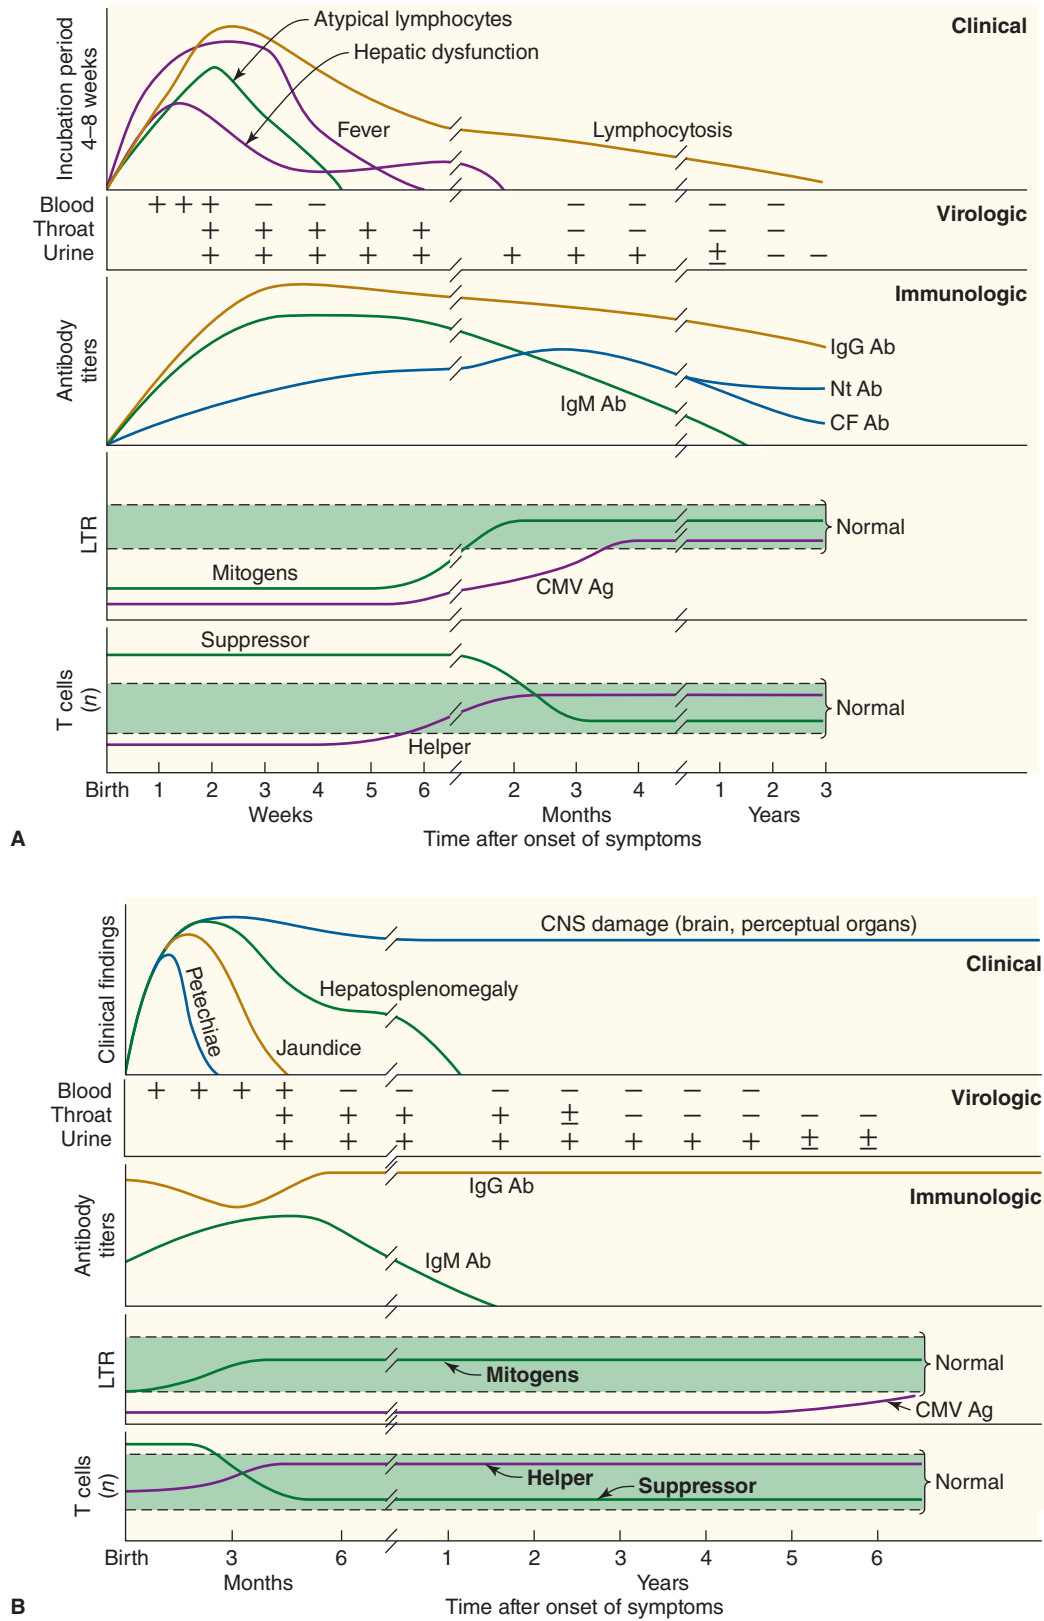 Atypical lymphocytes
Clinical
Hepatic dysfunction
Incubation period
4–8 weeks
Fever
Lymphocytosis
Blood + + + − − − − − −
Virologic
Throat + + + + + − − − −
Urine + + + + + + + + ± − −
Immunologic
Antibody
titers
IgG Ab
Nt Ab
IgM Ab
CF Ab
LTR
Normal
Mitogens
CMV Ag
Suppressor
T cells
(n)
Normal
Helper
Birth 1 2 3 4 5 6 2 3 4 1 2 3
Weeks Months Years
A
Time after onset of symptoms
Clinical findings
CNS damage (brain, perceptual organs)
Clinical
Petechiae
Hepatosplenomegaly
Jaundice
Blood + + + + − − − − − − −
Virologic
Throat + + + + ± − − − − −
Urine + + + + + + + + ± ±
IgG Ab
Immunologic
Antibody
titers
IgM Ab
LTR
Normal
Mitogens
CMV Ag
T cells
(n)
Helper
Suppressor
Normal
Birth 3 6 1 2 3 4 5 6
Months Years
B
Time after onset of symptoms